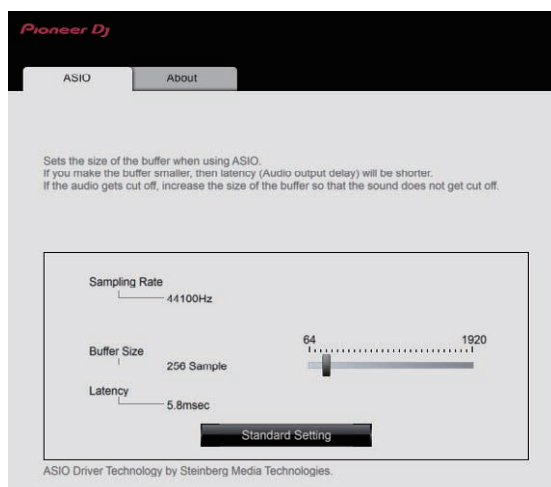 Pioneer Dj
ASIO
About
Sets the size of the buffer when using ASIO.
If you make the buffer smaller, then latency (Audio output delay) will be shorter.
If the audio gets cut off, increase the size of the buffer so that the sound does not get cut off.
Sampling Rate
44100Hz
64 1920
Buffer Size
256 Sample
Latency
5.8msec
Standard Setting
ASIO Driver Technology by Steinberg Media Technologies.